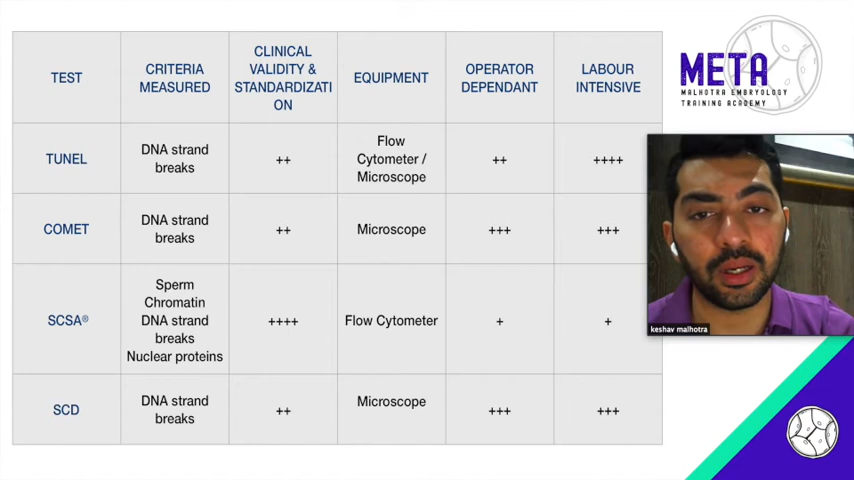 TEST
CRITERIA
MEASURED
CLINICAL
VALIDITY &
STANDARDIZATI
ON
EQUIPMENT
OPERATOR
DEPENDANT
LABOUR
INTENSIVE
TUNEL
DNA strand
breaks
++
Flow
Cytometer /
Microscope
++
++++
COMET
DNA strand
breaks
++
Microscope
+++
+++
SCSA®
Sperm
Chromatin
DNA strand
breaks
Nuclear proteins
++++
Flow Cytometer
+
+
SCD
DNA strand
breaks
++
Microscope
+++
+++
META
MALHOTRA EMBRYOLOGY
TRAINING ACADEMY
keshav malhotra